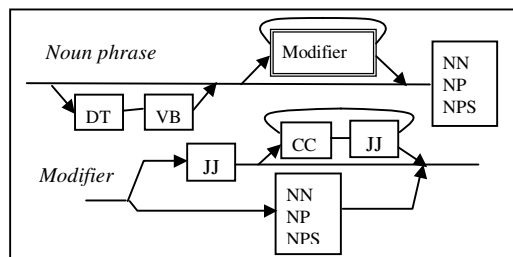 Noun phrase
Modifier
NN
NP
NPS
DT
VB
CC
JJ
JJ
Modifier
NN
NP
NPS